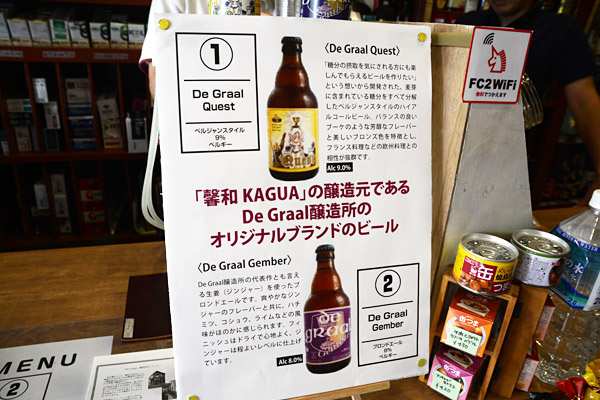 1
De Graal
Quest
ベルジャンスタイル
9%
ベルギー
〈De Graal Quest〉
「糖分の摂取を気にされる方にも楽
しんでもらえるビールを作りたい」
という想いから開発された、麦芽
に含まれている糖分をすべて分解
したベルジャンスタイルのハイア
ルコールビール。バランスの良い
ブーケのような芳醇なフレーバー
と美しいブロンズ色を特徴とし、
フランス料理などの欧州料理との
相性が抜群です。
Alc 9.0%
Quest
「馨和 KAGUA」の醸造元である
De Graal醸造所の
オリジナルブランドのビール
〈De Graal Gember〉
De Graal醸造所の代表作とも言え
る生姜（ジンジャー）を使ったブ
ロンドエールです。爽やかなジン
ジャーのフレーバーと共に、ハチ
ミツ、コショウ、ライムなどの風
味がほのかに感じられます。フィ
ニッシュはドライで心地よく、ジ
ンジャーは程よいレベルに仕上げ
ています。
Alc 8.0%
de
graal
Gember
2
De Graal
Gember
ブロンドエール
8%
ベルギー
FC2WiFi
無料でつかえます
MENU
2
缶つま